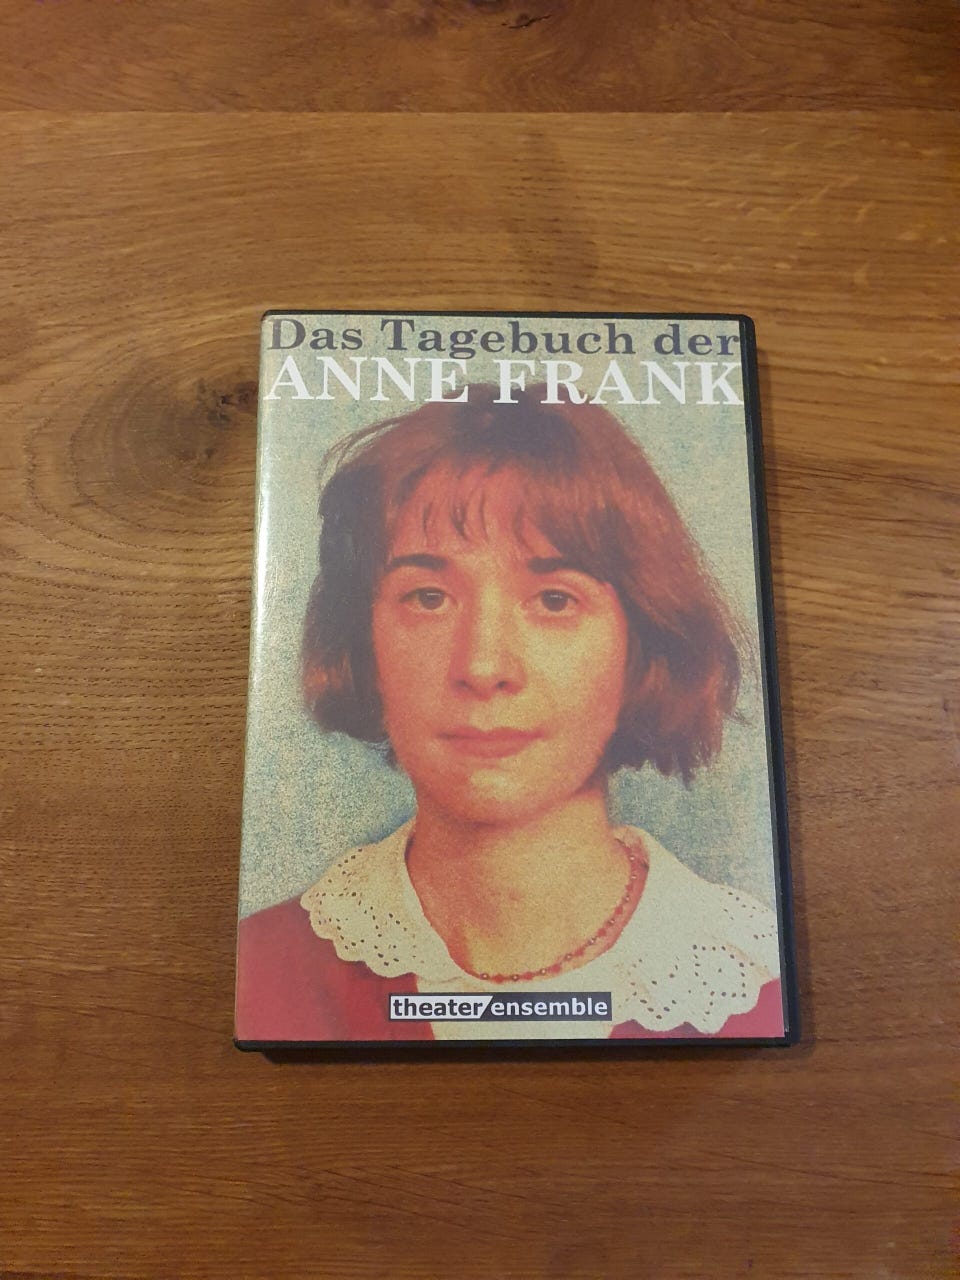 Das Tagebuch der
ANNE FRANK
theater/ensemble